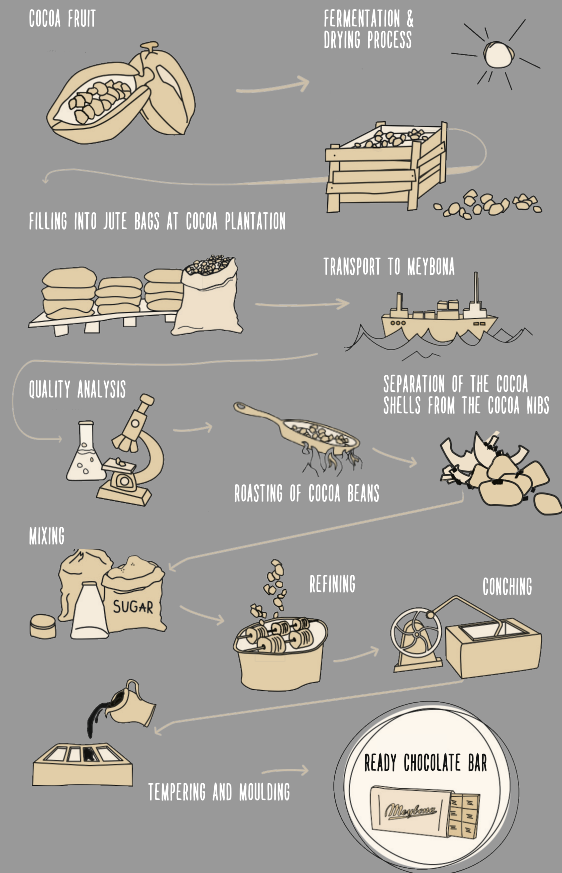 COCOA FRUIT
FERMENTATION &
DRYING PROCESS
FILLING INTO JUTE BAGS AT COCOA PLANTATION
TRANSPORT TO MEYBONA
QUALITY ANALYSIS
ROASTING OF COCOA BEANS
SEPARATION OF THE COCOA
SHELLS FROM THE COCOA NIBS
MIXING
SUGAR
REFINING
CONCHING
TEMPERING AND MOULDING
READY CHOCOLATE BAR
Meybona